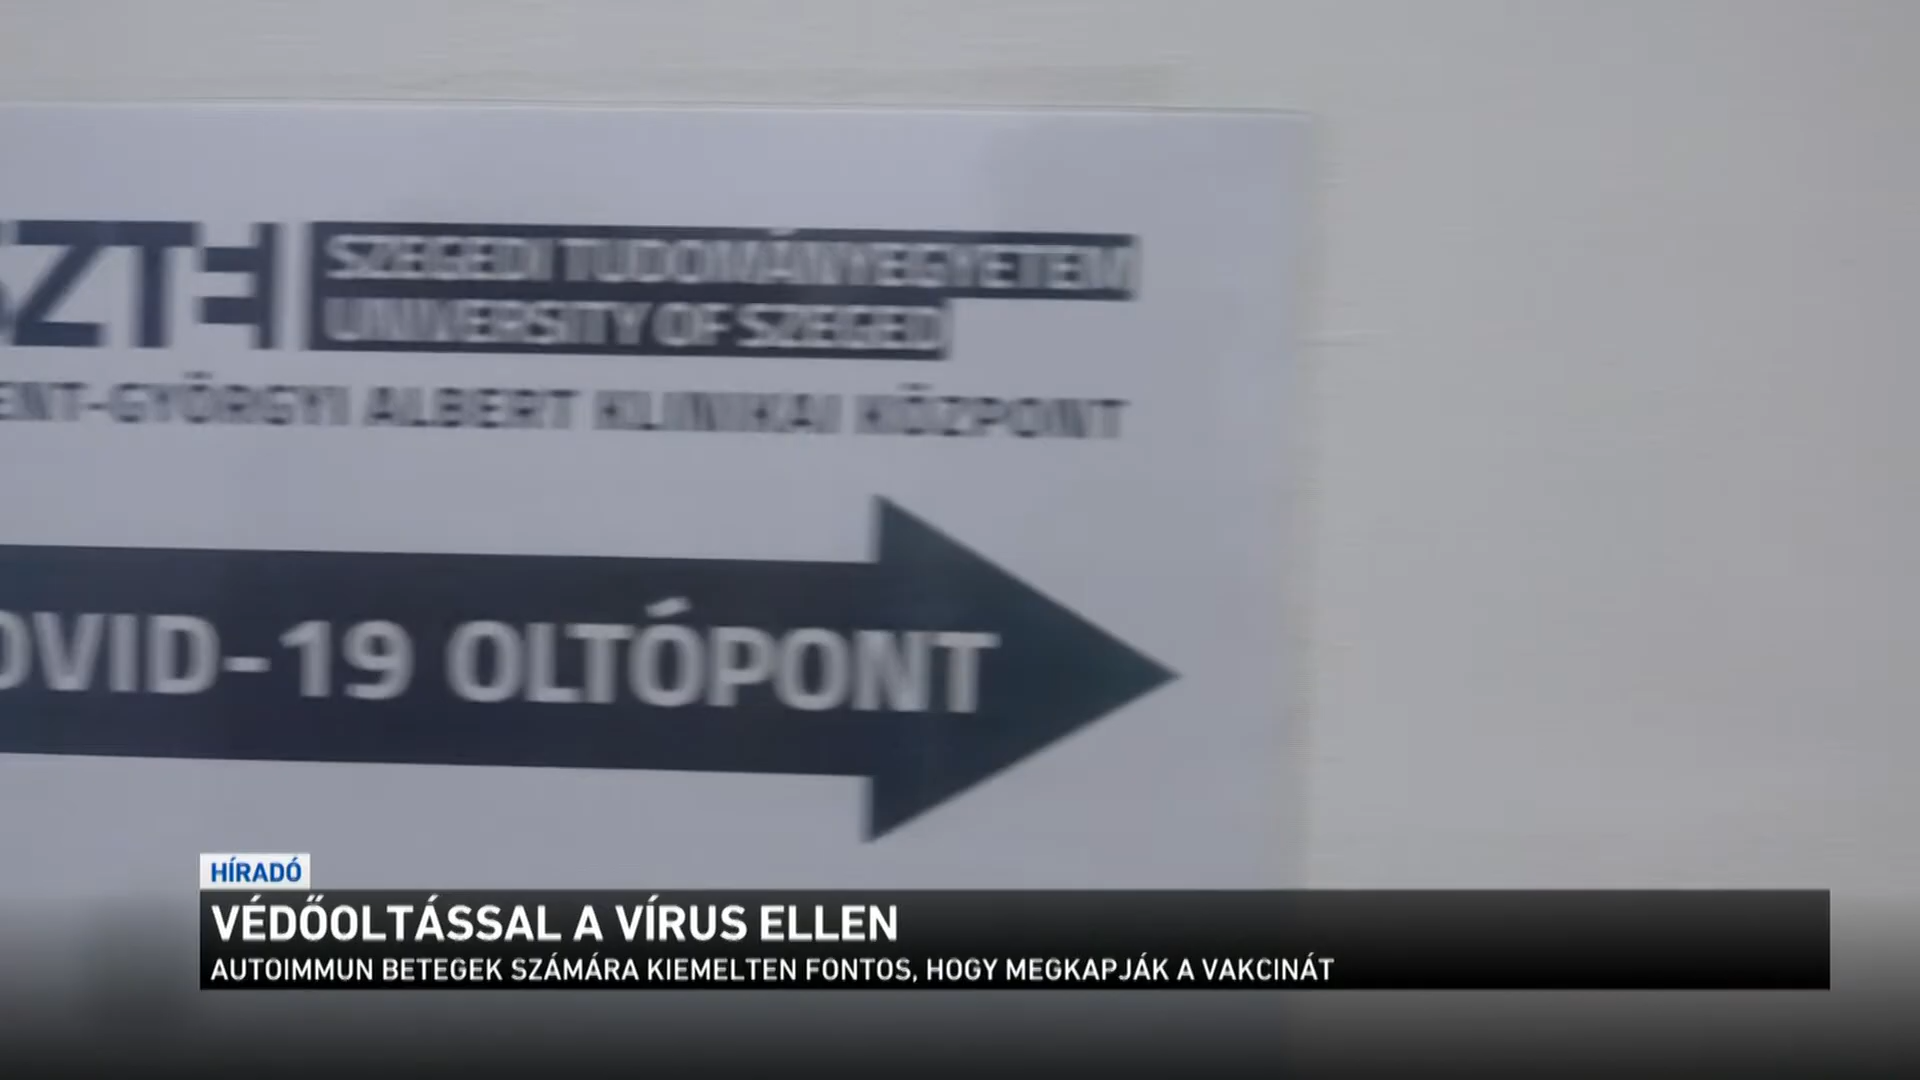 SZTE
SZEGEDI TUDOMÁNYEGYETEM
UNIVERSITY OF SZEGED
ENT-GYÖRGYI ALBERT KLINIKAI KÖZPONT
OVID-19 OLTÓPONT
HÍRADÓ
VÉDŐOLTÁSSAL A VÍRUS ELLEN
AUTOIMMUN BETEGEK SZÁMÁRA KIEMELTEN FONTOS, HOGY MEGKAPJÁK A VAKCINÁT